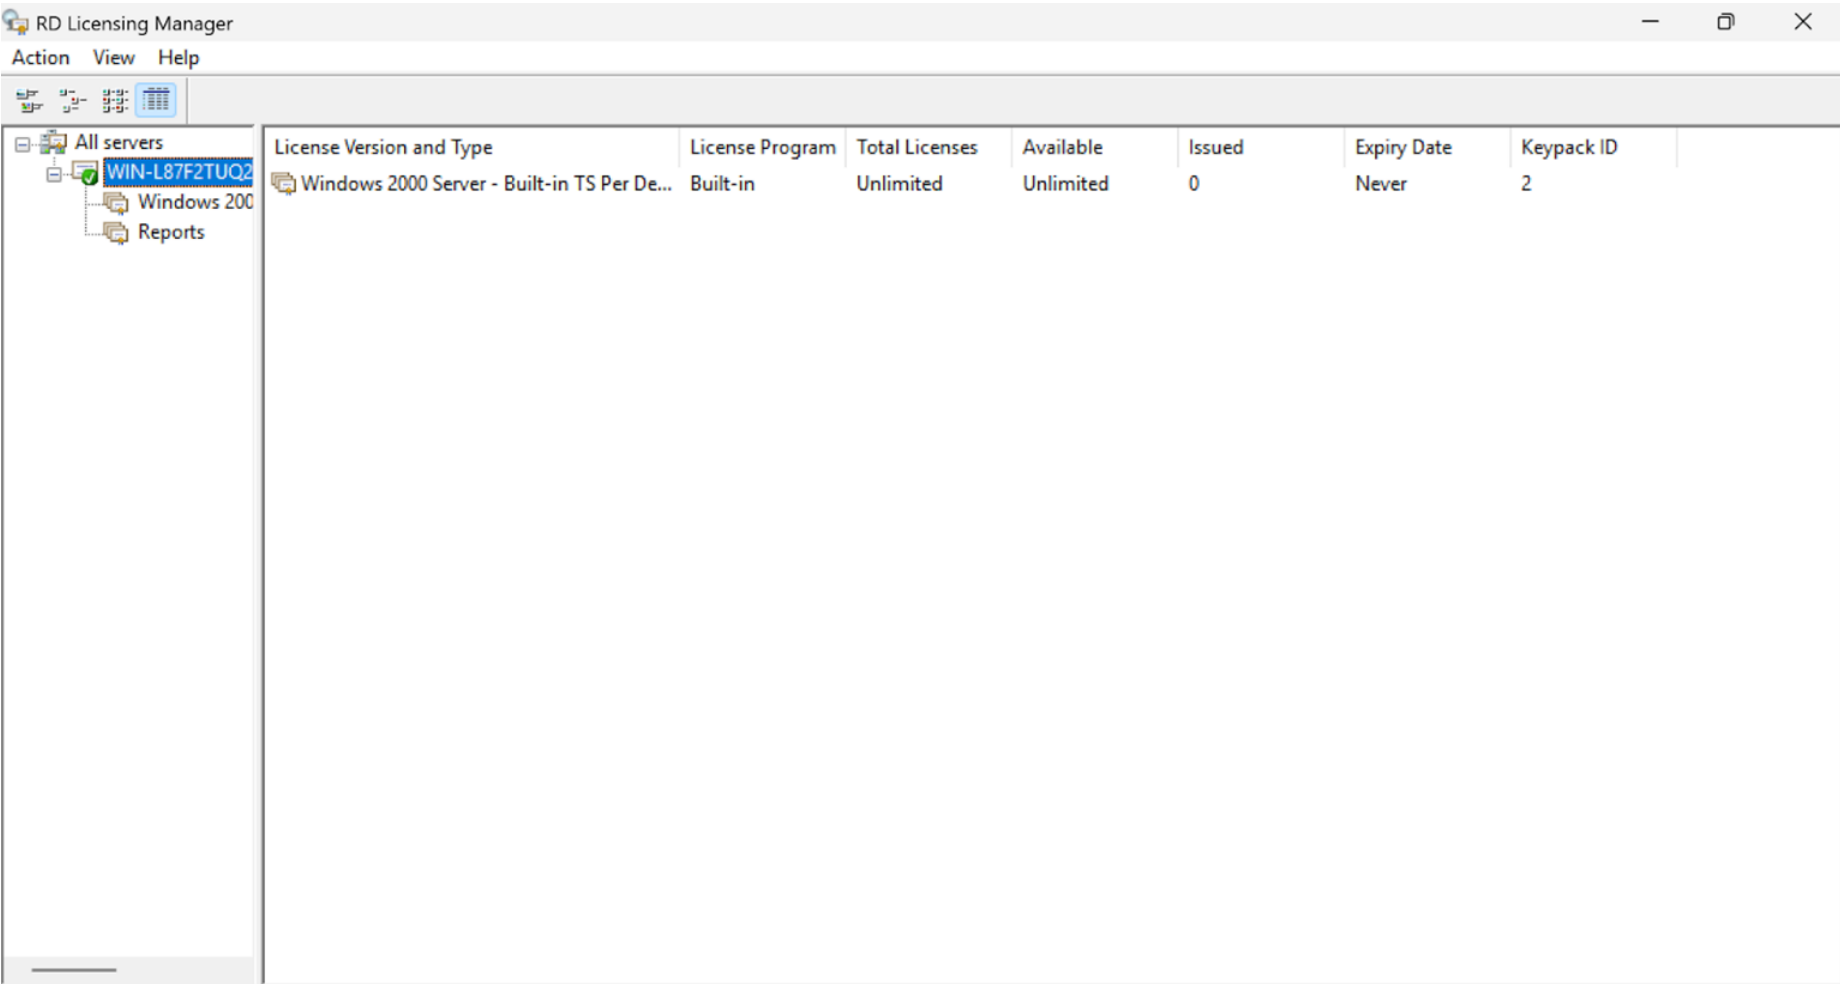 RD Licensing Manager
Action View Help
All servers
WIN-L87F2TUQ2
Windows 200
Reports
License Version and Type License Program Total Licenses Available Issued Expiry Date Keypack ID
Windows 2000 Server - Built-in TS Per De... Built-in Unlimited Unlimited 0 Never 2